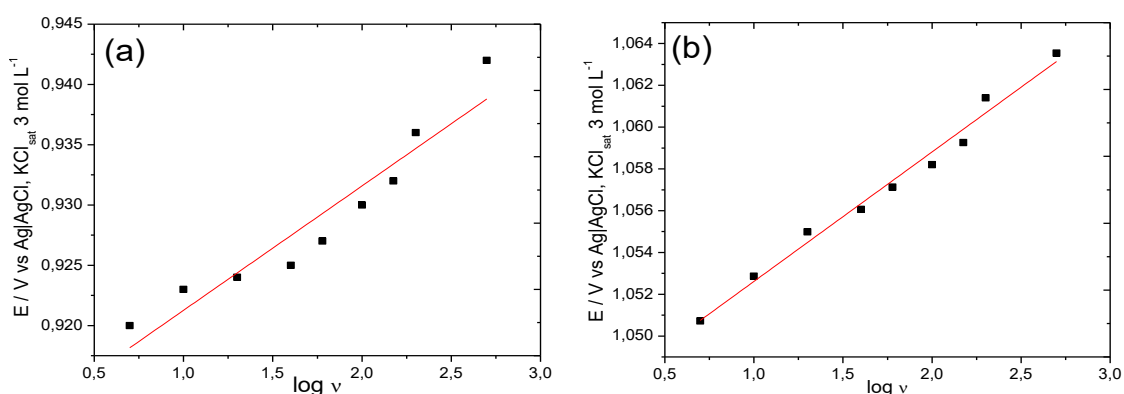 (a)
E / V vs Ag|AgCl, KCl_sat 3 mol L⁻¹
0,945
0,940
0,935
0,930
0,925
0,920
0,5 1,0 1,5 2,0 2,5 3,0
log ν
(b)
E / V vs Ag|AgCl, KCl_sat 3 mol L⁻¹
1,064
1,062
1,060
1,058
1,056
1,054
1,052
1,050
0,5 1,0 1,5 2,0 2,5 3,0
log ν